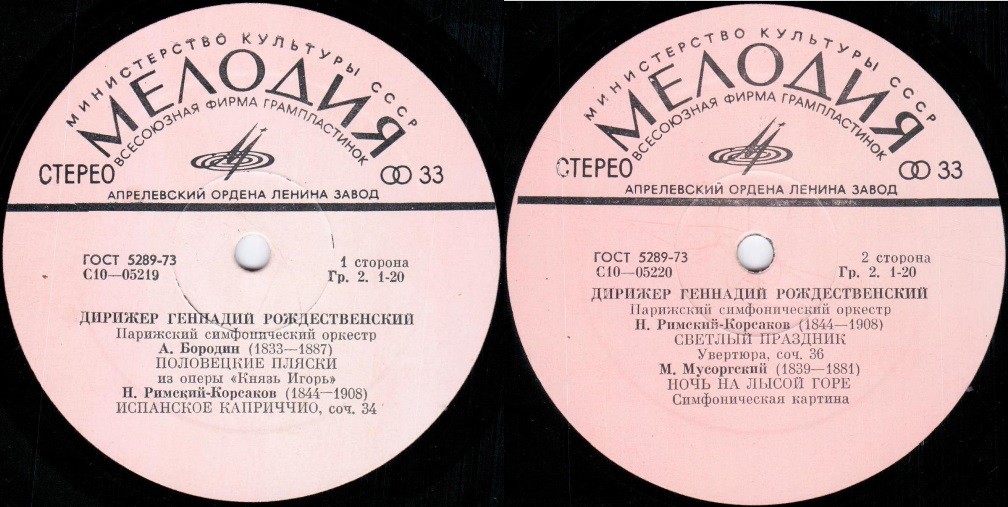 МИНИСТЕРСТВО КУЛЬТУРЫ СССР
МЕЛОДИЯ
ВСЕСОЮЗНАЯ ФИРМА ГРАМПЛАСТИНОК
СТЕРЕО
33
АПРЕЛЕВСКИЙ ОРДЕНА ЛЕНИНА ЗАВОД
ГОСТ 5289-73
С10—05219
1 сторона
Гр. 2. 1-20
ДИРИЖЕР ГЕННАДИЙ РОЖДЕСТВЕНСКИЙ
Парижский симфонический оркестр
А. Бородин (1833—1887)
ПОЛОВЕЦКИЕ ПЛЯСКИ
из оперы «Князь Игорь»
Н. Римский-Корсаков (1844—1908)
ИСПАНСКОЕ КАПРИЧЧИО, соч. 34
МИНИСТЕРСТВО КУЛЬТУРЫ СССР
МЕЛОДИЯ
ВСЕСОЮЗНАЯ ФИРМА ГРАМПЛАСТИНОК
СТЕРЕО
33
АПРЕЛЕВСКИЙ ОРДЕНА ЛЕНИНА ЗАВОД
ГОСТ 5289-73
С10—05220
2 сторона
Гр. 2. 1-20
ДИРИЖЕР ГЕННАДИЙ РОЖДЕСТВЕНСКИЙ
Парижский симфонический оркестр
Н. Римский-Корсаков (1844—1908)
СВЕТЛЫЙ ПРАЗДНИК
Увертюра, соч. 36
М. Мусоргский (1839—1881)
НОЧЬ НА ЛЫСОЙ ГОРЕ
Симфоническая картина